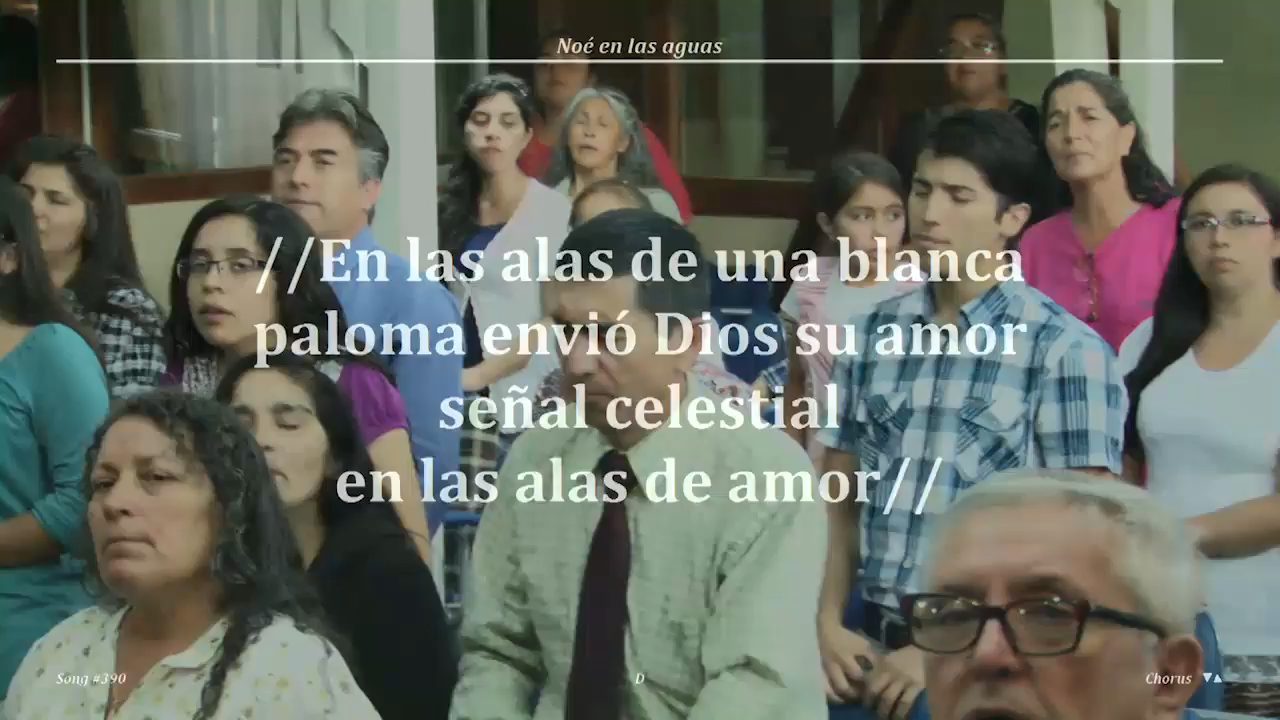 Noé en las aguas
//En las alas de una blanca
paloma envió Dios su amor
señal celestial
en las alas de amor//
Song #390
D
Chorus ▼▲